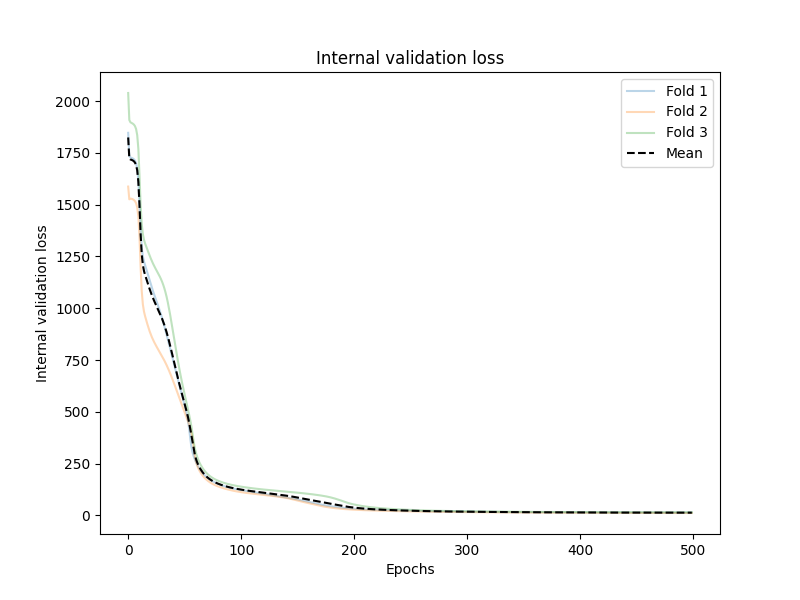 Internal validation loss
2000
1750
1500
1250
1000
750
500
250
0
Internal validation loss
Fold 1
Fold 2
Fold 3
Mean
0 100 200 300 400 500
Epochs